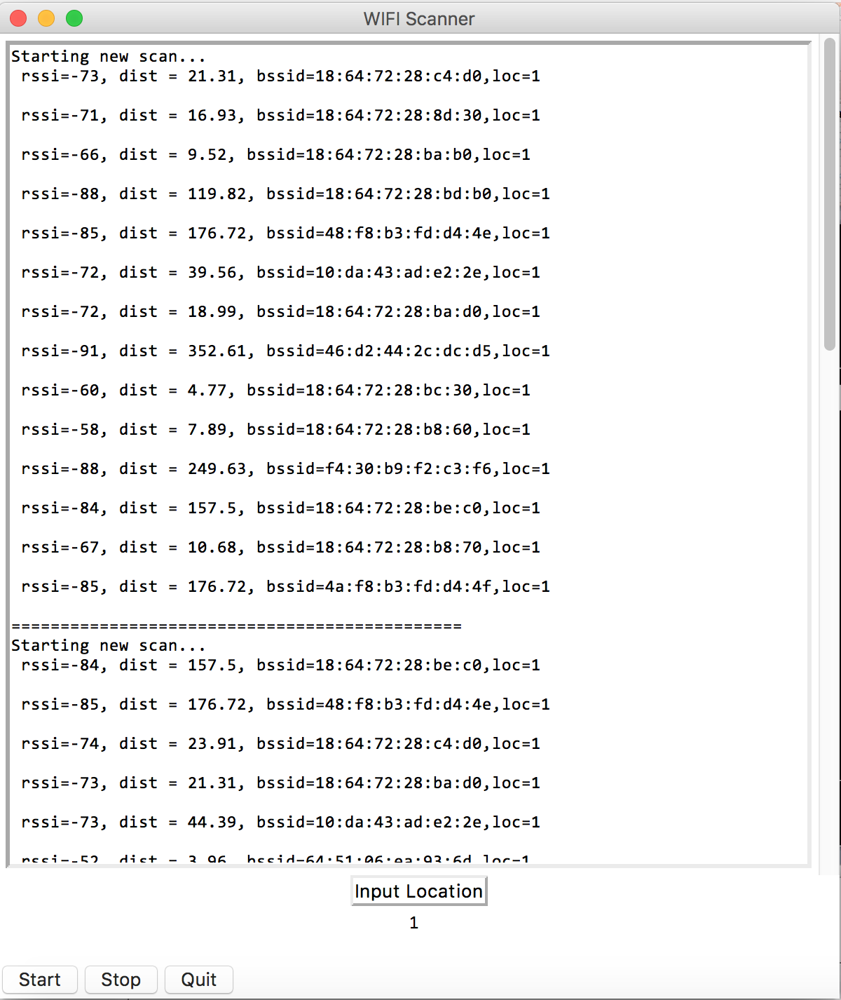 WIFI Scanner
Starting new scan...
rssi=-73, dist = 21.31, bssid=18:64:72:28:c4:d0,loc=1
rssi=-71, dist = 16.93, bssid=18:64:72:28:8d:30,loc=1
rssi=-66, dist = 9.52, bssid=18:64:72:28:ba:b0,loc=1
rssi=-88, dist = 119.82, bssid=18:64:72:28:bd:b0,loc=1
rssi=-85, dist = 176.72, bssid=48:f8:b3:fd:d4:4e,loc=1
rssi=-72, dist = 39.56, bssid=10:da:43:ad:e2:2e,loc=1
rssi=-72, dist = 18.99, bssid=18:64:72:28:ba:d0,loc=1
rssi=-91, dist = 352.61, bssid=46:d2:44:2c:dc:d5,loc=1
rssi=-60, dist = 4.77, bssid=18:64:72:28:bc:30,loc=1
rssi=-58, dist = 7.89, bssid=18:64:72:28:b8:60,loc=1
rssi=-88, dist = 249.63, bssid=f4:30:b9:f2:c3:f6,loc=1
rssi=-84, dist = 157.5, bssid=18:64:72:28:be:c0,loc=1
rssi=-67, dist = 10.68, bssid=18:64:72:28:b8:70,loc=1
rssi=-85, dist = 176.72, bssid=4a:f8:b3:fd:d4:4f,loc=1
==============================================
Starting new scan...
rssi=-84, dist = 157.5, bssid=18:64:72:28:be:c0,loc=1
rssi=-85, dist = 176.72, bssid=48:f8:b3:fd:d4:4e,loc=1
rssi=-74, dist = 23.91, bssid=18:64:72:28:c4:d0,loc=1
rssi=-73, dist = 21.31, bssid=18:64:72:28:ba:d0,loc=1
rssi=-73, dist = 44.39, bssid=10:da:43:ad:e2:2e,loc=1
rssi=-52, dist = 3.96, bssid=64:51:06:ea:93:6d,loc=1
Input Location
1
Start Stop Quit